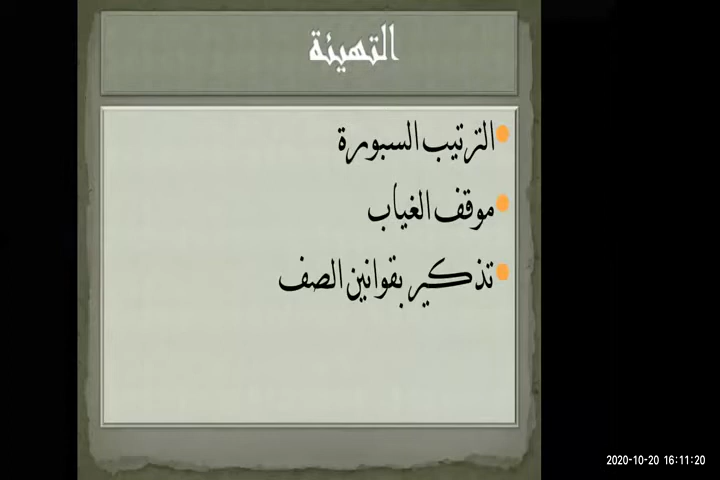 التهيئة
الترتيب السبورة
موقف الغياب
تذكير بقوانين الصف
2020-10-20 16:11:20